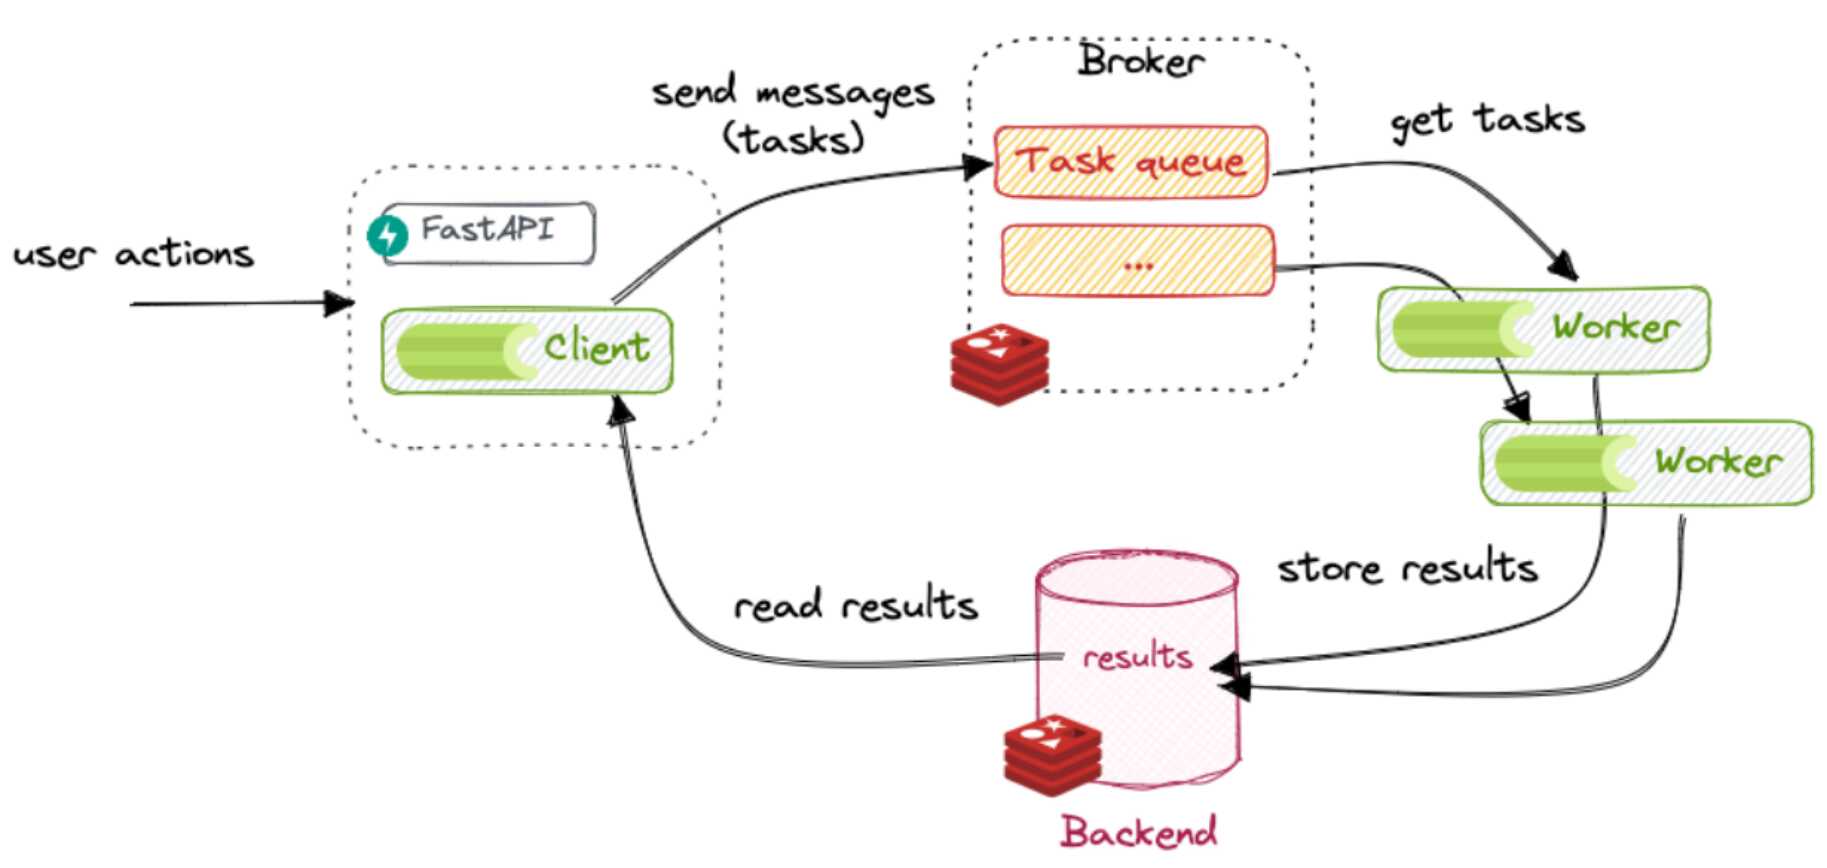 user actions
FastAPI
Client
send messages
(tasks)
Broker
Task queue
...
get tasks
Worker
Worker
store results
results
Backend
read results